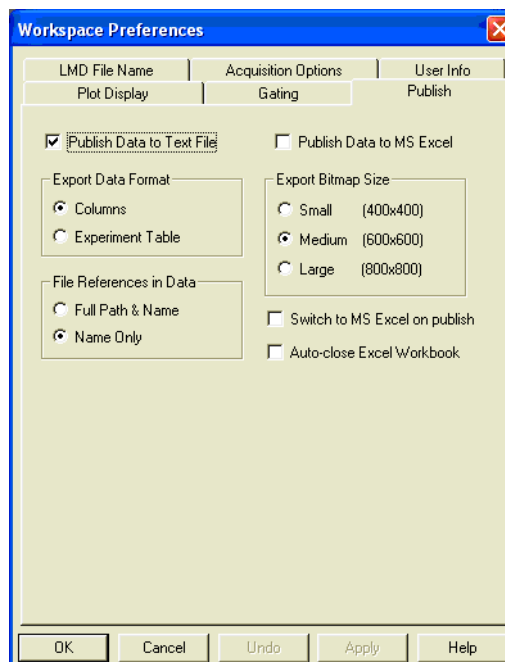 Workspace Preferences
LMD File Name Acquisition Options User Info
Plot Display Gating Publish
Publish Data to Text File Publish Data to MS Excel
Export Data Format Export Bitmap Size
Columns Small (400x400)
Experiment Table Medium (600x600)
Large (800x800)
File References in Data
Full Path & Name Switch to MS Excel on publish
Name Only Auto-close Excel Workbook
OK Cancel Undo Apply Help